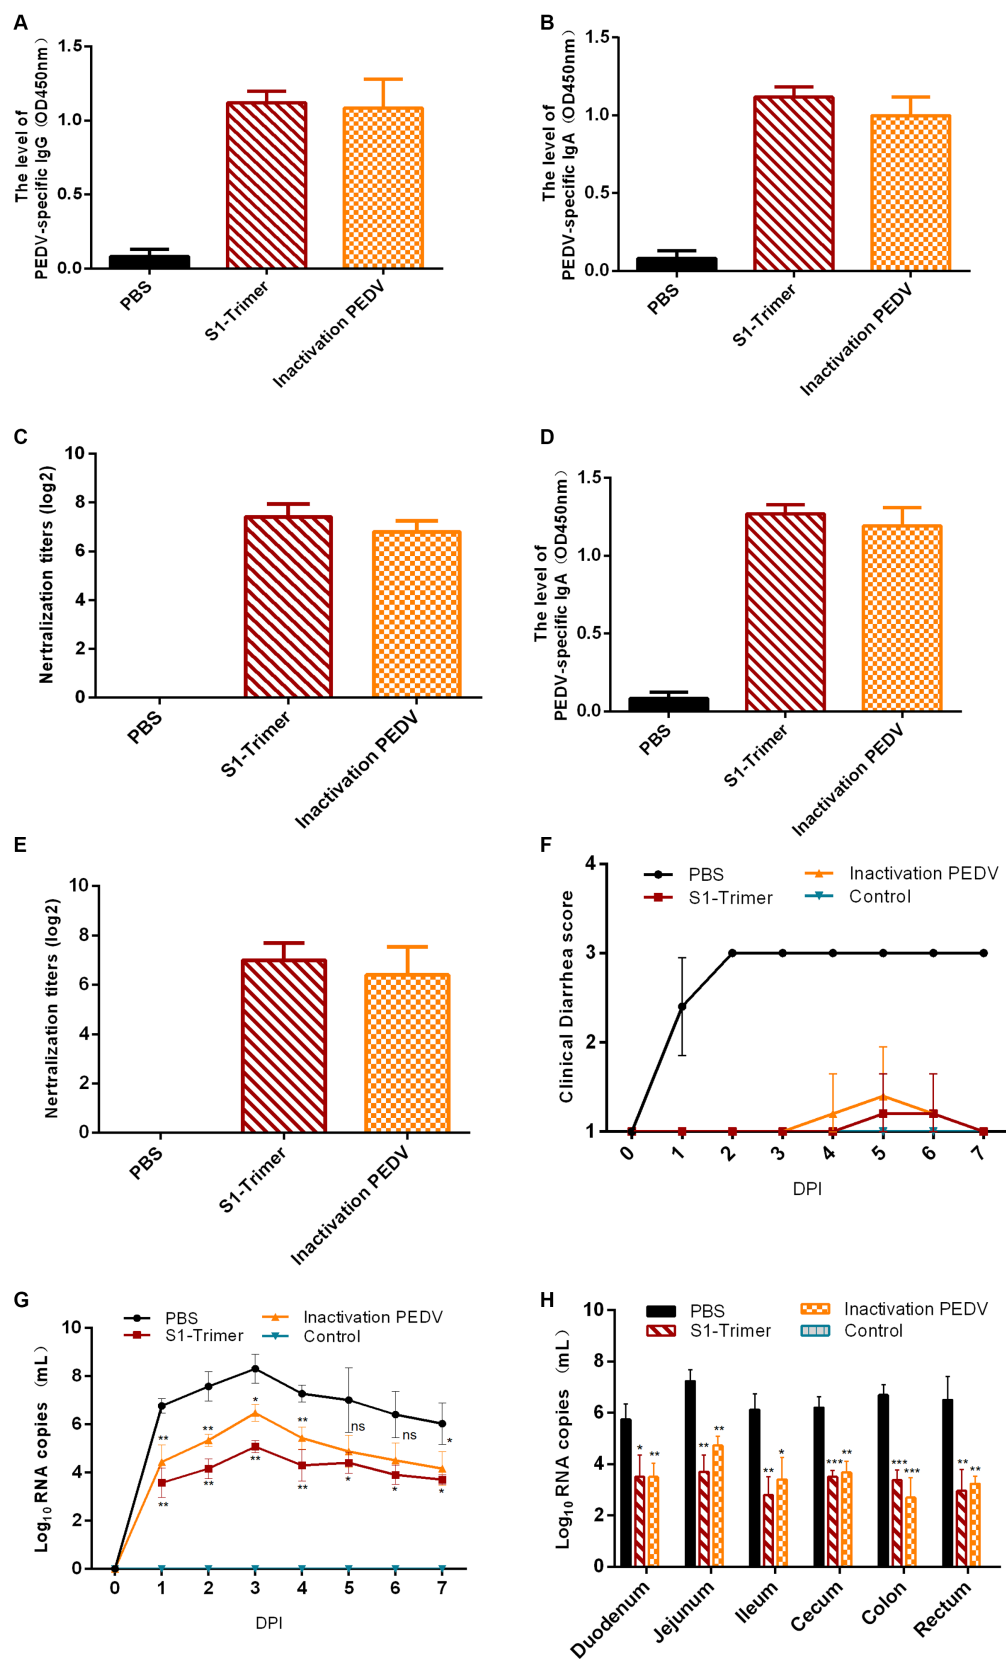 A
The level of
PEDV-specific IgG (OD450nm)
1.5
1.0
0.5
0.0
PBS
S1-Trimer
Inactivation PEDV
B
The level of
PEDV-specific IgA (OD450nm)
1.5
1.0
0.5
0.0
PBS
S1-Trimer
Inactivation PEDV
C
Nertralization titers (log2)
10
8
6
4
2
0
PBS
S1-Trimer
Inactivation PEDV
D
The level of
PEDV-specific IgA (OD450nm)
1.5
1.0
0.5
0.0
PBS
S1-Trimer
Inactivation PEDV
E
Nertralization titers (log2)
10
8
6
4
2
0
PBS
S1-Trimer
Inactivation PEDV
F
Clinical Diarrhea score
4
3
2
1
PBS
S1-Trimer
Inactivation PEDV
Control
0 1 2 3 4 5 6 7
DPI
G
PBS
S1-Trimer
Inactivation PEDV
Control
Log10 RNA copies (mL)
10
8
6
4
2
0
** ** * ** ns ns *
** ** ** ** * * *
0 1 2 3 4 5 6 7
DPI
H
PBS
S1-Trimer
Inactivation PEDV
Control
Log10 RNA copies (mL)
10
8
6
4
2
0
* ** ** ** ** * *** ** *** *** ** **
Duodenum
Jejunum
Ileum
Cecum
Colon
Rectum